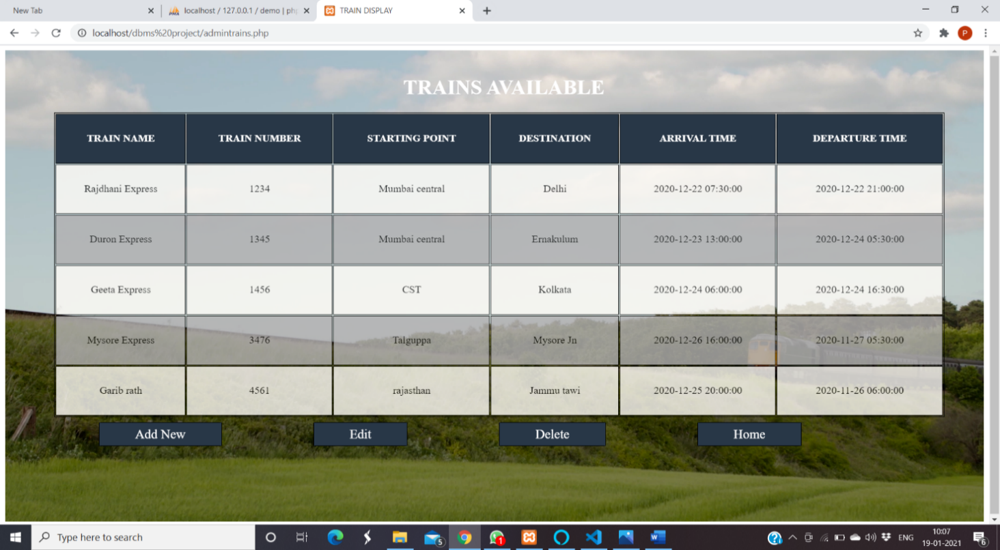 New Tab
localhost / 127.0.0.1 / demo | ph
TRAIN DISPLAY
localhost/dbms%20project/admintrains.php
P
TRAINS AVAILABLE
TRAIN NAME TRAIN NUMBER STARTING POINT DESTINATION ARRIVAL TIME DEPARTURE TIME
Rajdhani Express 1234 Mumbai central Delhi 2020-12-22 07:30:00 2020-12-22 21:00:00
Duron Express 1345 Mumbai central Ernakulum 2020-12-23 13:00:00 2020-12-24 05:30:00
Geeta Express 1456 CST Kolkata 2020-12-24 06:00:00 2020-12-24 16:30:00
Mysore Express 3476 Talguppa Mysore Jn 2020-12-26 16:00:00 2020-11-27 05:30:00
Garib rath 4561 rajasthan Jammu tawi 2020-12-25 20:00:00 2020-11-26 06:00:00
Add New Edit Delete Home
Type here to search
5
1
ENG
10:07
19-01-2021
6